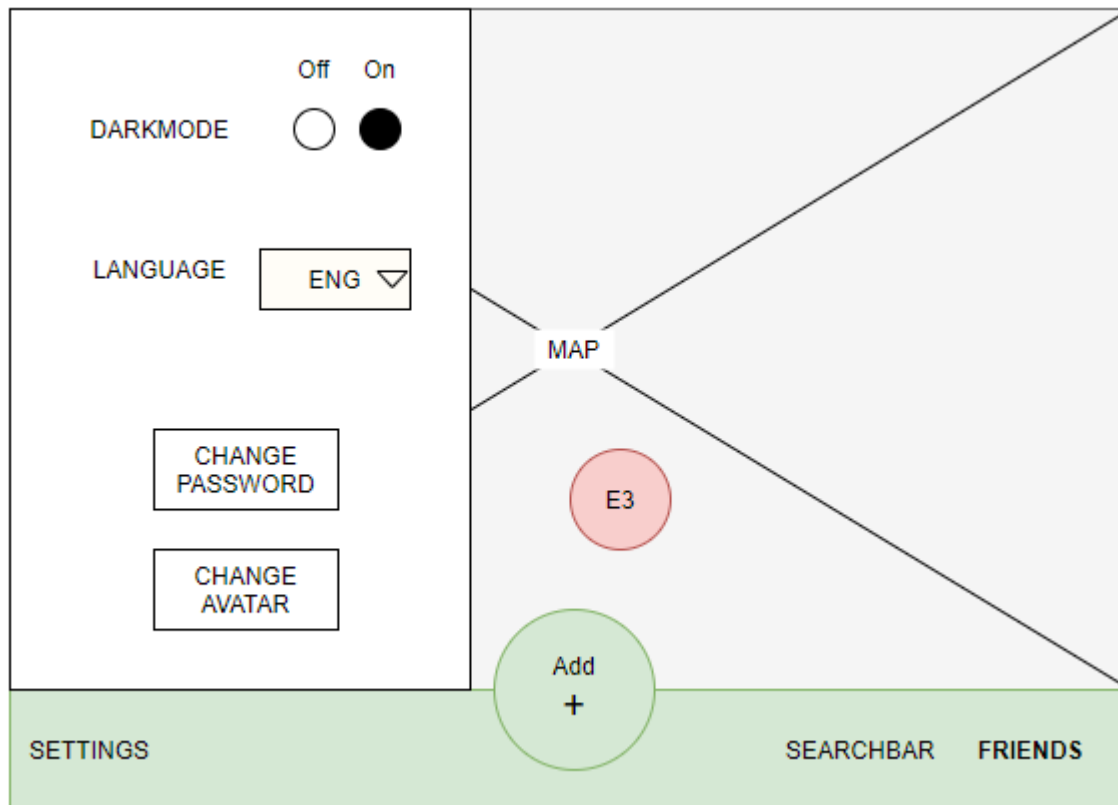 Off On
DARKMODE
LANGUAGE
ENG
MAP
CHANGE
PASSWORD
E3
CHANGE
AVATAR
Add
+
SETTINGS
SEARCHBAR
FRIENDS